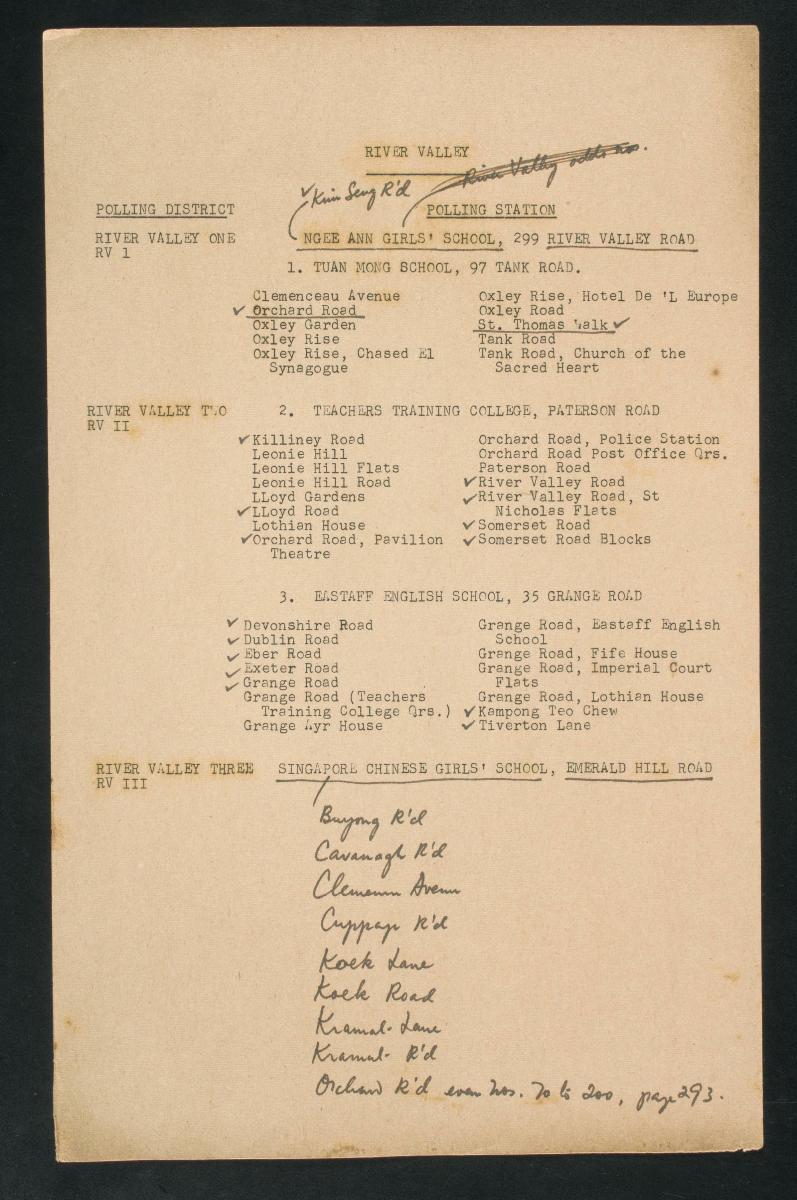 RIVER VALLEY
River Valley odds nos.
✓ Kim Seng R'd
POLLING DISTRICT
POLLING STATION
RIVER VALLEY ONE
RV 1
NGEE ANN GIRLS' SCHOOL, 299 RIVER VALLEY ROAD
1. TUAN MONG SCHOOL, 97 TANK ROAD.
Clemenceau Avenue
✓ Orchard Road
Oxley Garden
Oxley Rise
Oxley Rise, Chased El
Synagogue
Oxley Rise, Hotel De 'L Europe
Oxley Road
St. Thomas Walk ✓
Tank Road
Tank Road, Church of the
Sacred Heart
RIVER VALLEY TWO
RV II
2. TEACHERS TRAINING COLLEGE, PATERSON ROAD
✓ Killiney Road
Leonie Hill
Leonie Hill Flats
Leonie Hill Road
LLoyd Gardens
✓ LLoyd Road
Lothian House
✓ Orchard Road, Pavilion
Theatre
Orchard Road, Police Station
Orchard Road Post Office Qrs.
Paterson Road
✓ River Valley Road
✓ River Valley Road, St
Nicholas Flats
✓ Somerset Road
✓ Somerset Road Blocks
3. EASTAFF ENGLISH SCHOOL, 35 GRANGE ROAD
✓ Devonshire Road
✓ Dublin Road
✓ Eber Road
✓ Exeter Road
✓ Grange Road
Grange Road (Teachers
Training College Qrs.)
Grange Ayr House
Grange Road, Eastaff English
School
Grange Road, Fife House
Grange Road, Imperial Court
Flats
Grange Road, Lothian House
✓ Kampong Teo Chew
✓ Tiverton Lane
RIVER VALLEY THREE
RV III
SINGAPORE CHINESE GIRLS' SCHOOL, EMERALD HILL ROAD
Buyong R'd
Cavanagh R'd
Clemenceau Avenue
Cuppage R'd
Koek Lane
Koek Road
Kramat Lane
Kramat R'd
Orchard R'd even nos. 70 to 200, page 293.